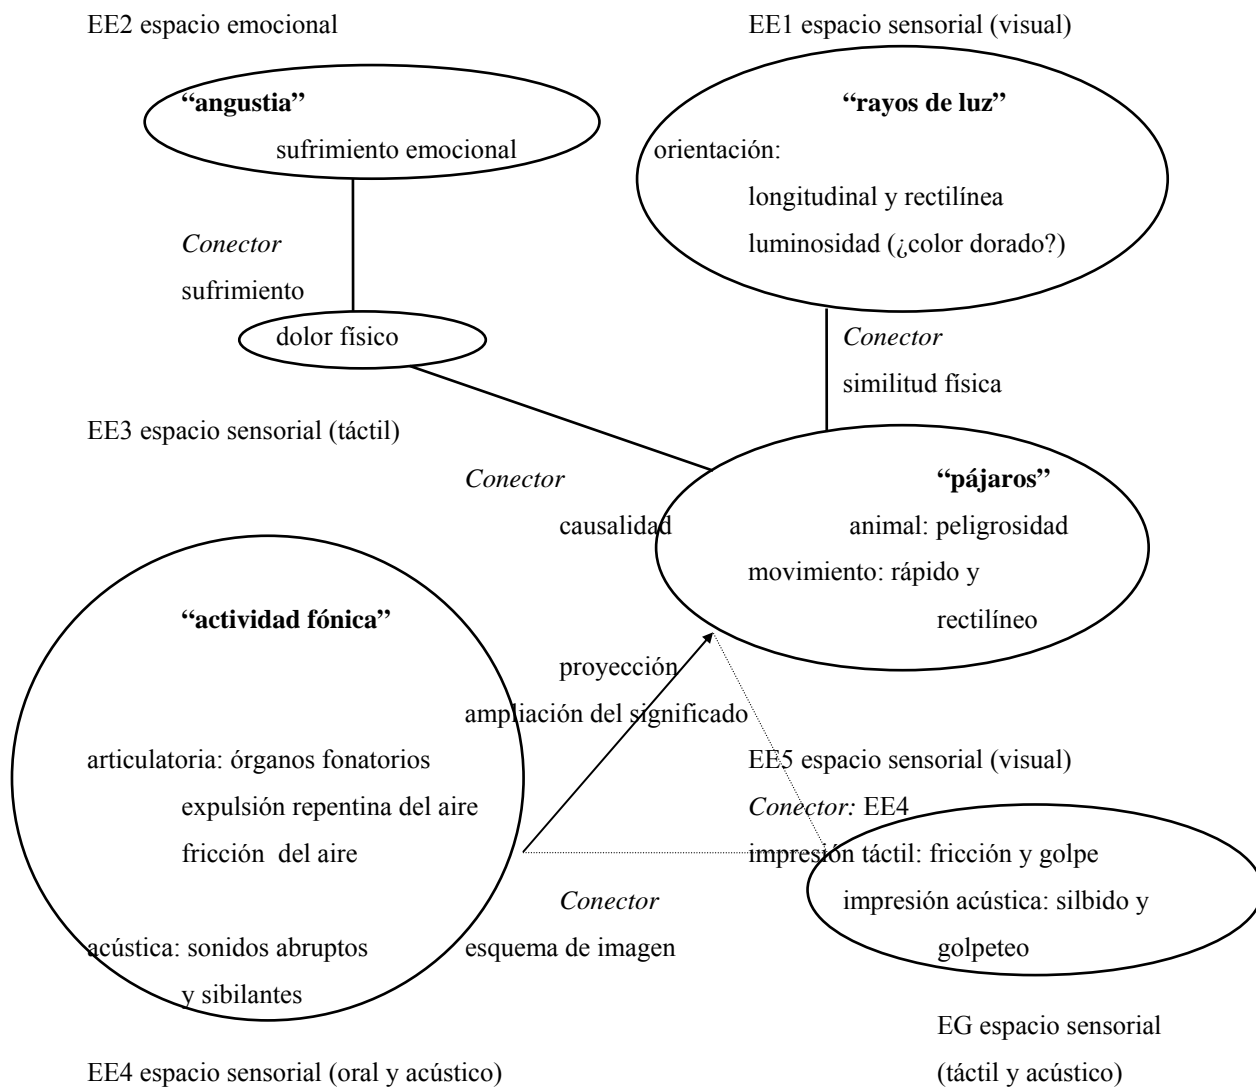 EE2 espacio emocional
EE1 espacio sensorial (visual)
“angustia”
sufrimiento emocional
“rayos de luz”
orientación:
longitudinal y rectilínea
luminosidad (¿color dorado?)
Conector
sufrimiento
dolor físico
Conector
similitud física
EE3 espacio sensorial (táctil)
Conector
causalidad
“pájaros”
animal: peligrosidad
movimiento: rápido y
rectilíneo
“actividad fónica”
proyección
ampliación del significado
articulatoria: órganos fonatorios
expulsión repentina del aire
fricción del aire
EE5 espacio sensorial (visual)
Conector: EE4
impresión táctil: fricción y golpe
impresión acústica: silbido y
golpeteo
Conector
esquema de imagen
acústica: sonidos abruptos
y sibilantes
EG espacio sensorial
(táctil y acústico)
EE4 espacio sensorial (oral y acústico)